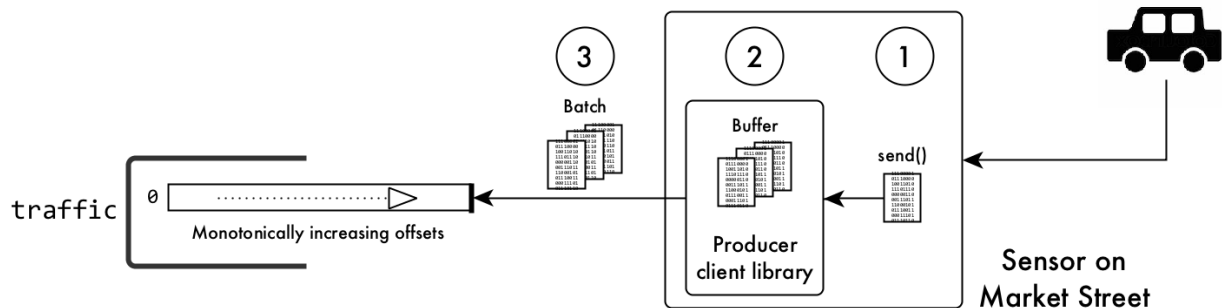 3
2
1
Batch
Buffer
send()
0
traffic
Monotonically increasing offsets
Producer
client library
Sensor on
Market Street